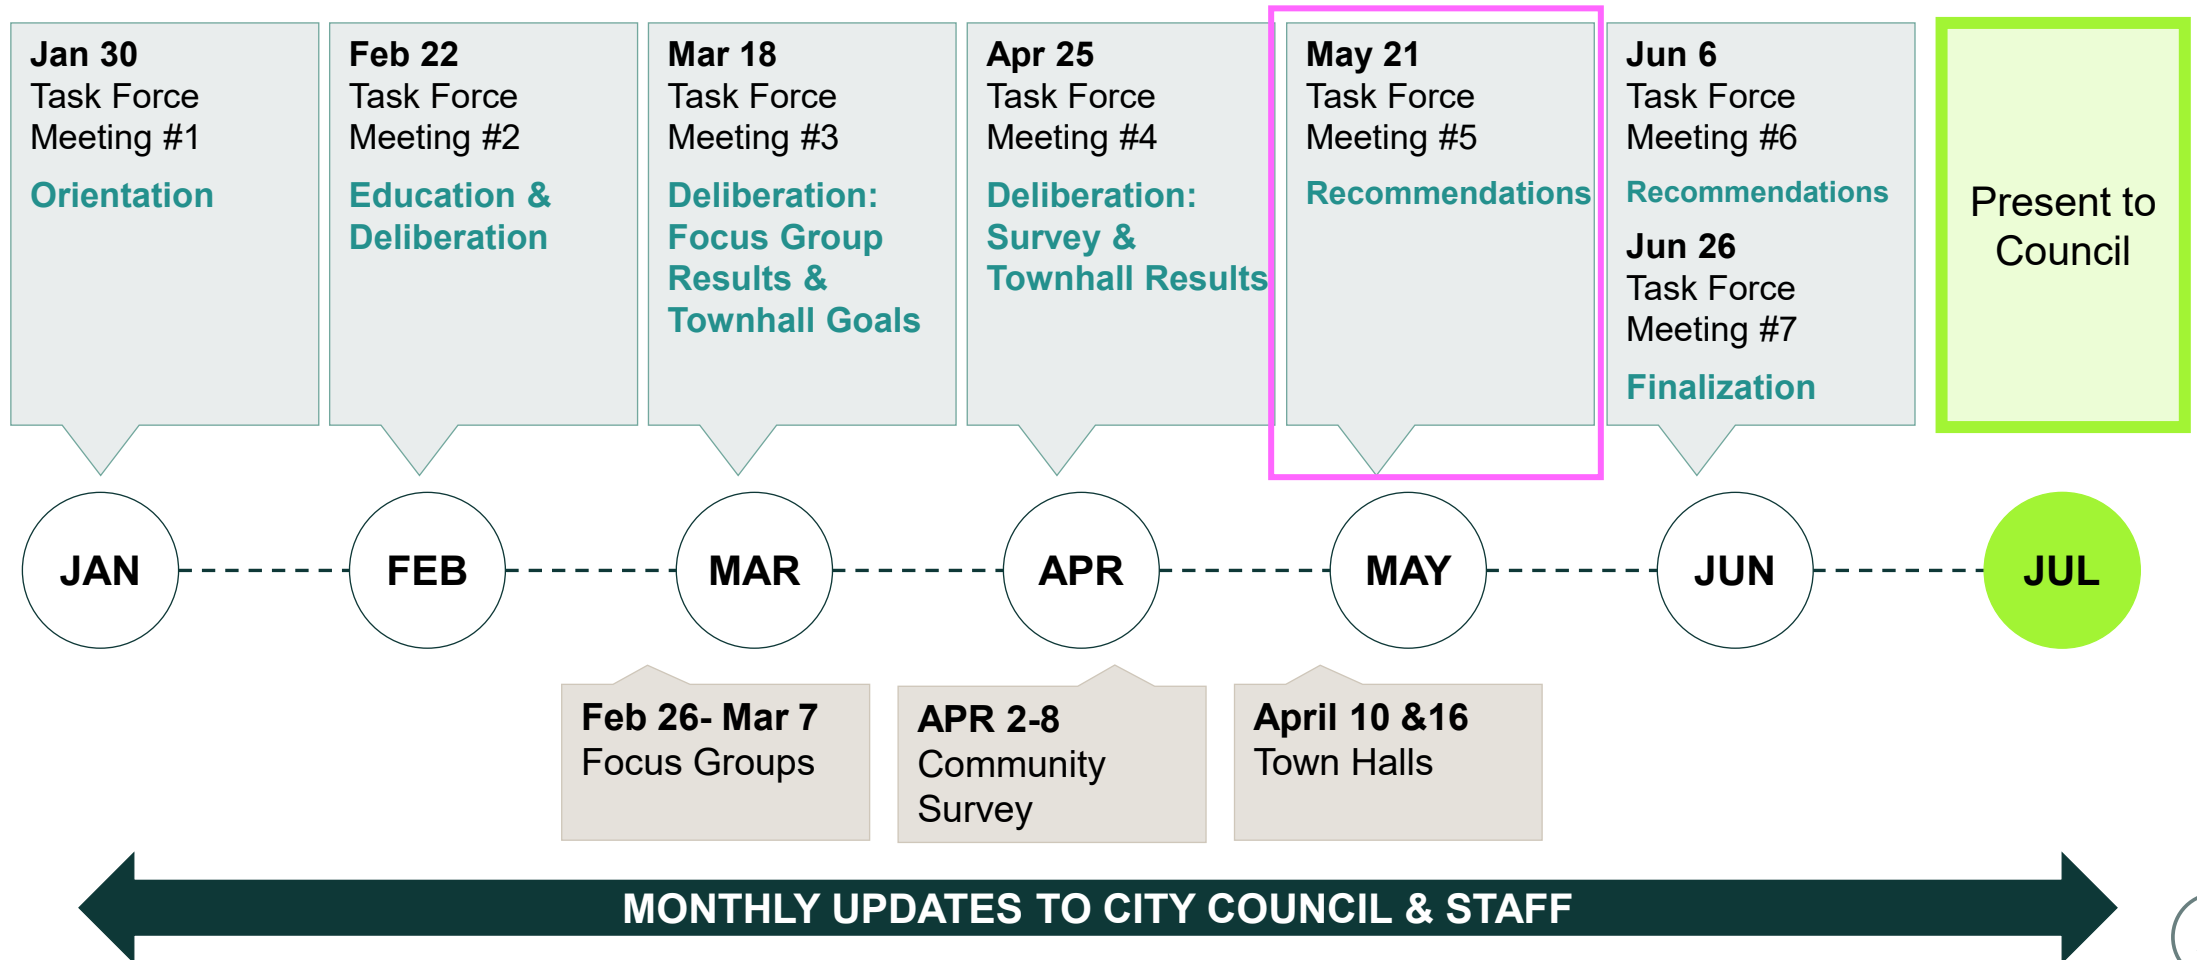 Jan 30
Task Force
Meeting #1
Orientation
Feb 22
Task Force
Meeting #2
Education &
Deliberation
Mar 18
Task Force
Meeting #3
Deliberation:
Focus Group
Results &
Townhall Goals
Apr 25
Task Force
Meeting #4
Deliberation:
Survey &
Townhall Results
May 21
Task Force
Meeting #5
Recommendations
Jun 6
Task Force
Meeting #6
Recommendations
Jun 26
Task Force
Meeting #7
Finalization
Present to
Council
JAN
FEB
MAR
APR
MAY
JUN
JUL
Feb 26- Mar 7
Focus Groups
APR 2-8
Community
Survey
April 10 &16
Town Halls
MONTHLY UPDATES TO CITY COUNCIL & STAFF